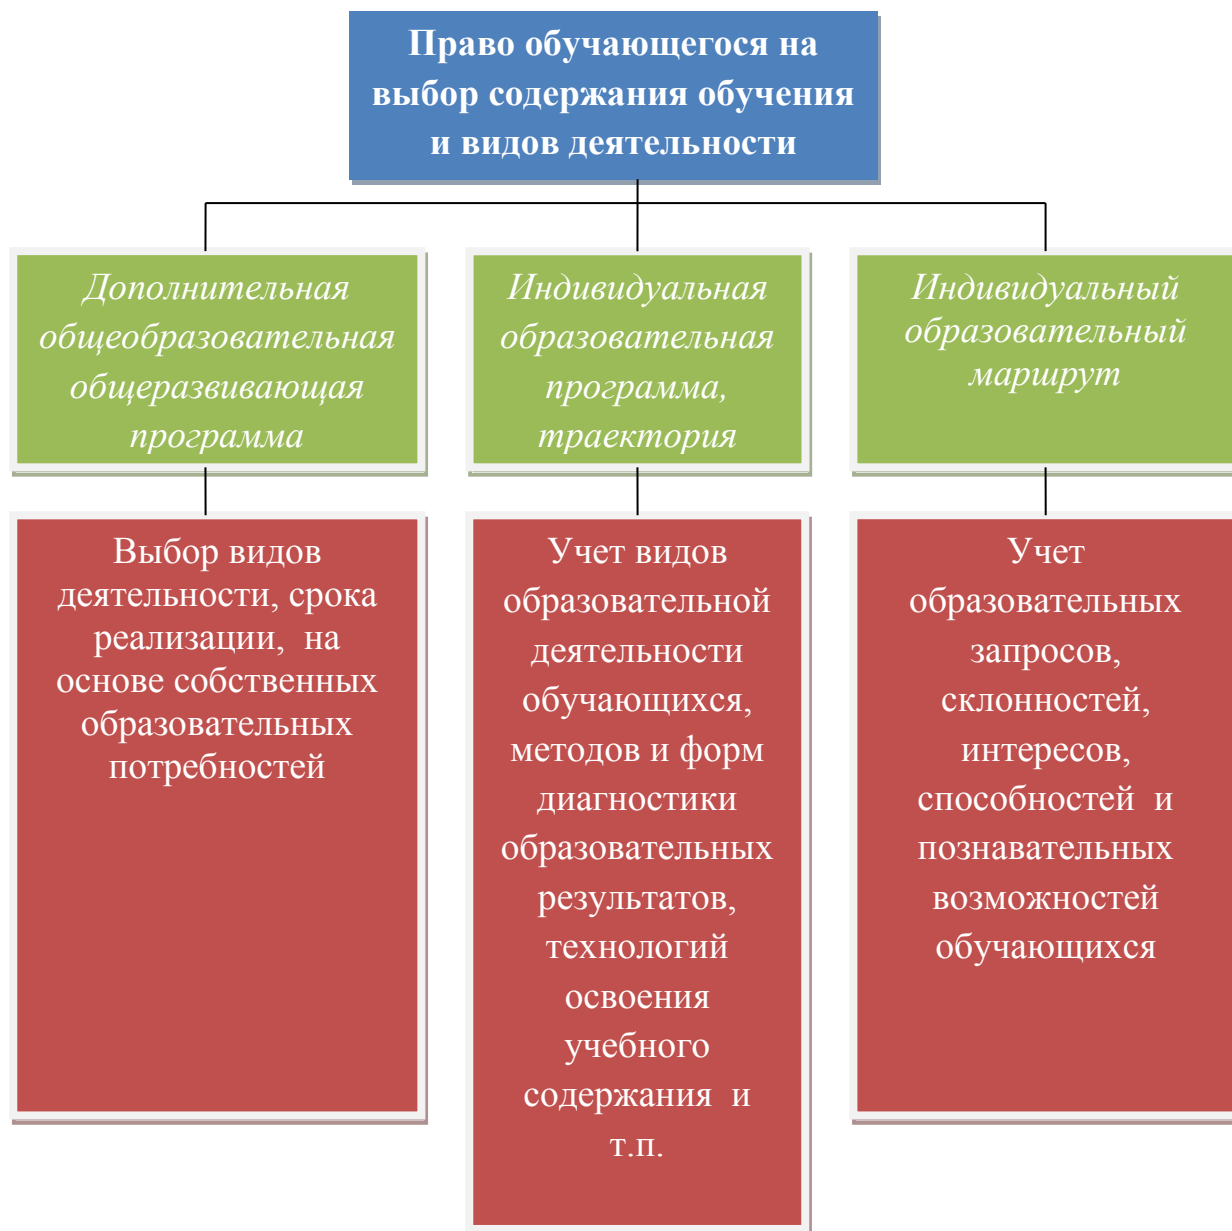 Право обучающегося на
выбор содержания обучения
и видов деятельности
Дополнительная
общеобразовательная
общеразвивающая
программа
Индивидуальная
образовательная
программа,
траектория
Индивидуальный
образовательный
маршрут
Выбор видов
деятельности, срока
реализации, на
основе собственных
образовательных
потребностей
Учет видов
образовательной
деятельности
обучающихся,
методов и форм
диагностики
образовательных
результатов,
технологий
освоения
учебного
содержания и
т.п.
Учет
образовательных
запросов,
склонностей,
интересов,
способностей и
познавательных
возможностей
обучающихся